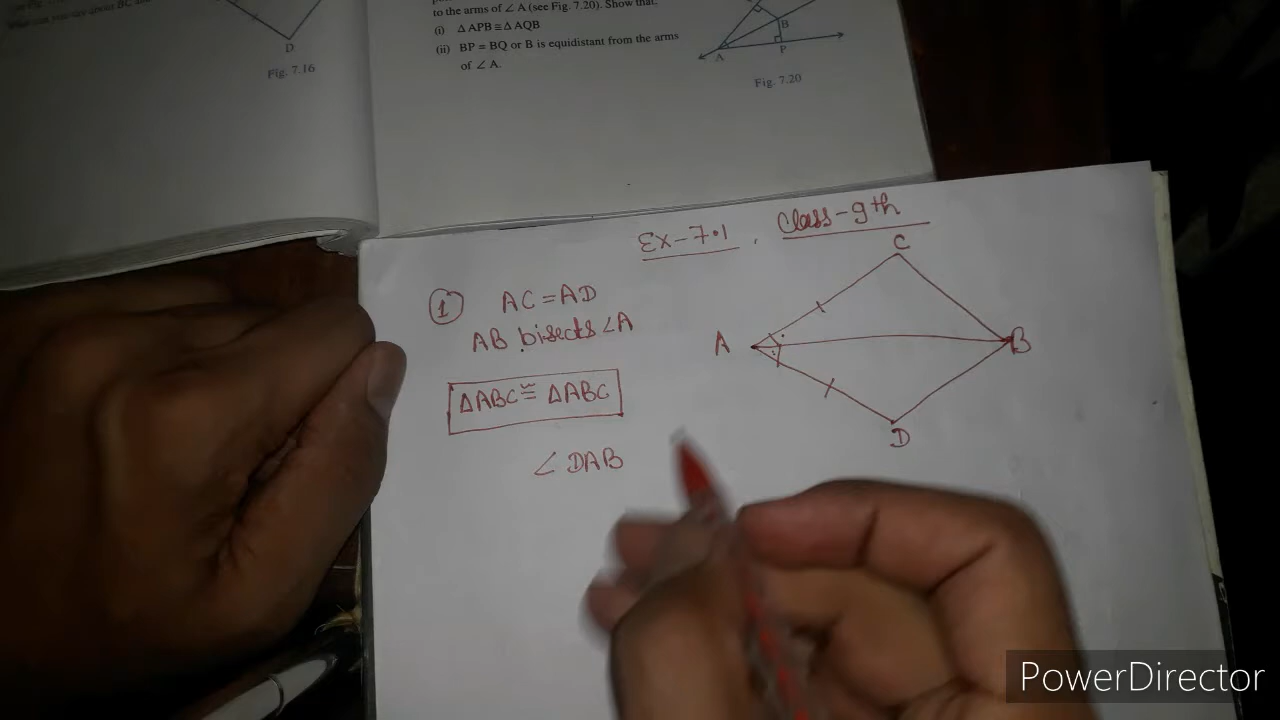 D
Fig. 7.16
to the arms of ∠ A (see Fig. 7.20). Show that:
(i) Δ APB ≅ Δ AQB
(ii) BP = BQ or B is equidistant from the arms
of ∠ A.
B
A
P
Fig. 7.20
Ex-7.1, Class-9th
1 AC = AD
AB bisects ∠A
ΔABC ≅ ΔABC
∠ DAB
C
A
B
D
PowerDirector